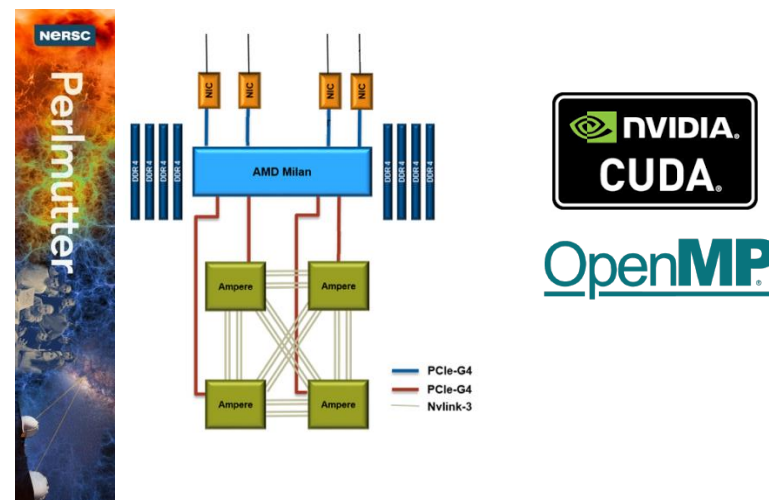 NERSC
Perlmutter
NIC
NIC
NIC
NIC
DDR 4
DDR 4
DDR 4
DDR 4
AMD Milan
DDR 4
DDR 4
DDR 4
DDR 4
Ampere
Ampere
Ampere
Ampere
PCIe-G4
PCIe-G4
Nvlink-3
NVIDIA.
CUDA.
OpenMP